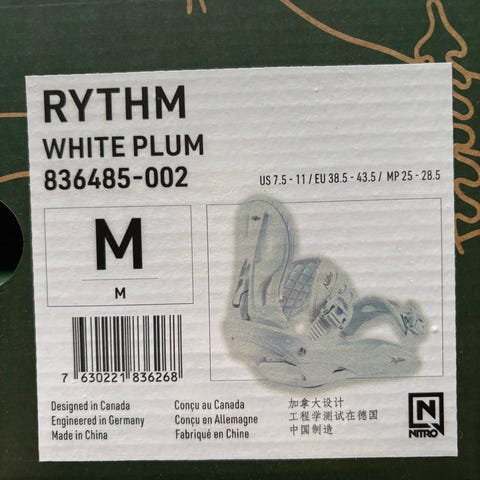 RYTHM
WHITE PLUM
836485-002
US 7.5 - 11 / EU 38.5 - 43.5 / MP 25 - 28.5
M
M
7 630221 836268
Designed in Canada
Engineered in Germany
Made in China
Conçu au Canada
Conçu en Allemagne
Fabriqué en Chine
加拿大设计
工程学测试在德国
中国制造
N
NITRO